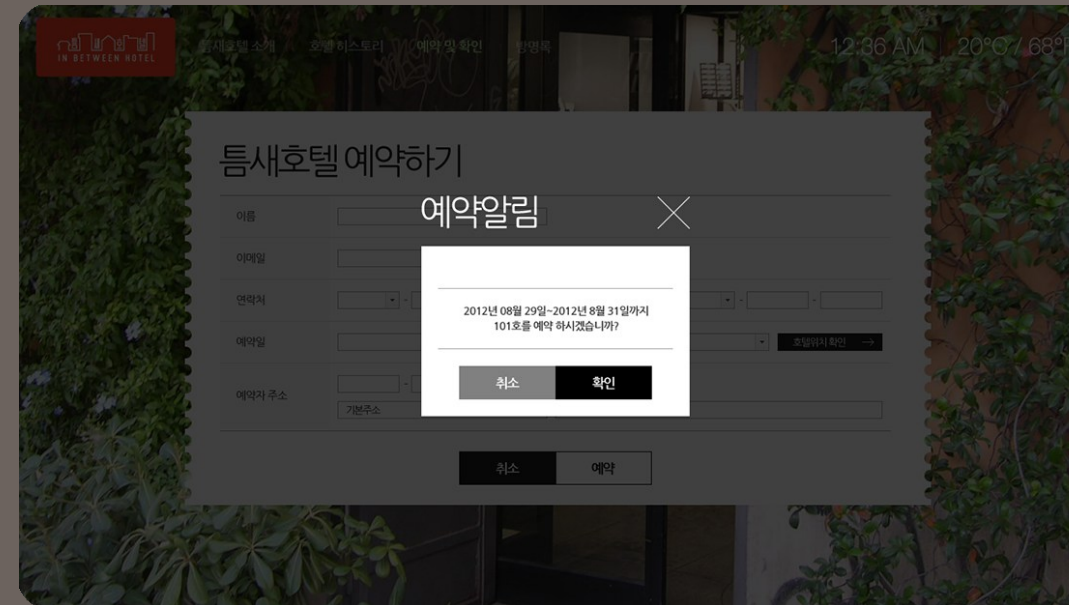 IN BETWEEN HOTEL
틈새호텔 소개 / 호텔 히스토리 / 예약 및 확인 / 방명록
12:36 AM 20°C / 68°F
틈새호텔 예약하기
예약알림
이름
이메일
연락처
2012년 08월 29일~2012년 8월 31일까지
101호를 예약 하시겠습니까?
예약일
호텔위치 확인 →
취소 확인
예약자 주소
기본주소
취소 예약